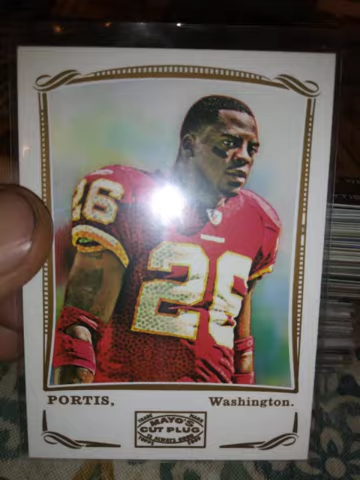 26
26
PORTIS, Washington.
MAYO'S
CUT PLUG